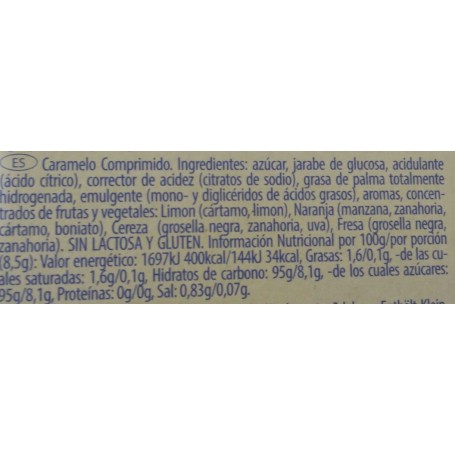 ES Caramelo Comprimido. Ingredientes: azúcar, jarabe de glucosa, acidulante
(ácido cítrico), corrector de acidez (citratos de sodio), grasa de palma totalmente
hidrogenada, emulgente (mono- y diglicéridos de ácidos grasos), aromas, concen-
trados de frutas y vegetales: Limon (cártamo, limon), Naranja (manzana, zanahoria,
cártamo, boniato), Cereza (grosella negra, zanahoria, uva), Fresa (grosella negra,
zanahoria). SIN LACTOSA Y GLUTEN. Información Nutricional por 100g/por porción
(8,5g): Valor energético: 1697kJ 400kcal/144kJ 34kcal, Grasas: 1,6/0,1g, -de las cu-
ales saturadas: 1,6g/0,1g, Hidratos de carbono: 95g/8,1g, -de los cuales azúcares:
95g/8,1g, Proteínas: 0g/0g, Sal: 0,83g/0,07g.
Enthält Klein